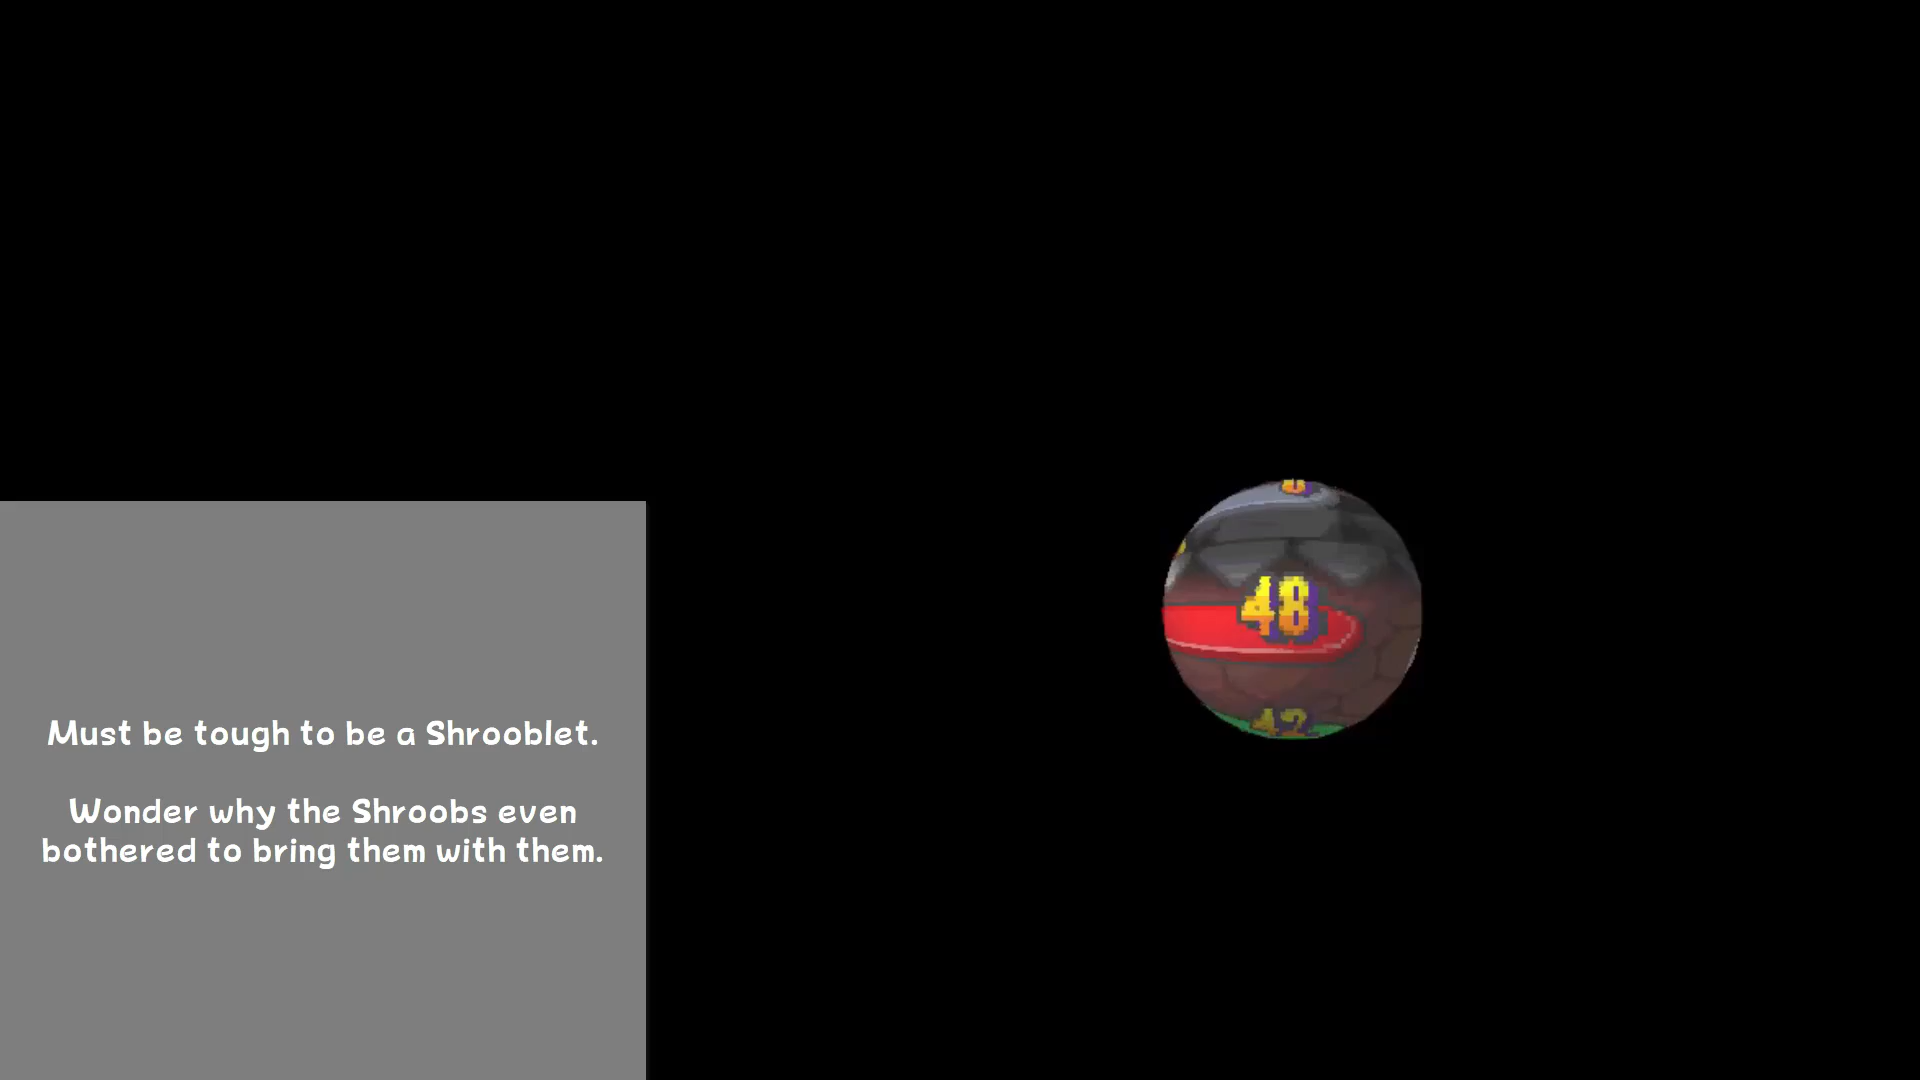 8
48
42
Must be tough to be a Shrooblet.
Wonder why the Shroobs even
bothered to bring them with them.